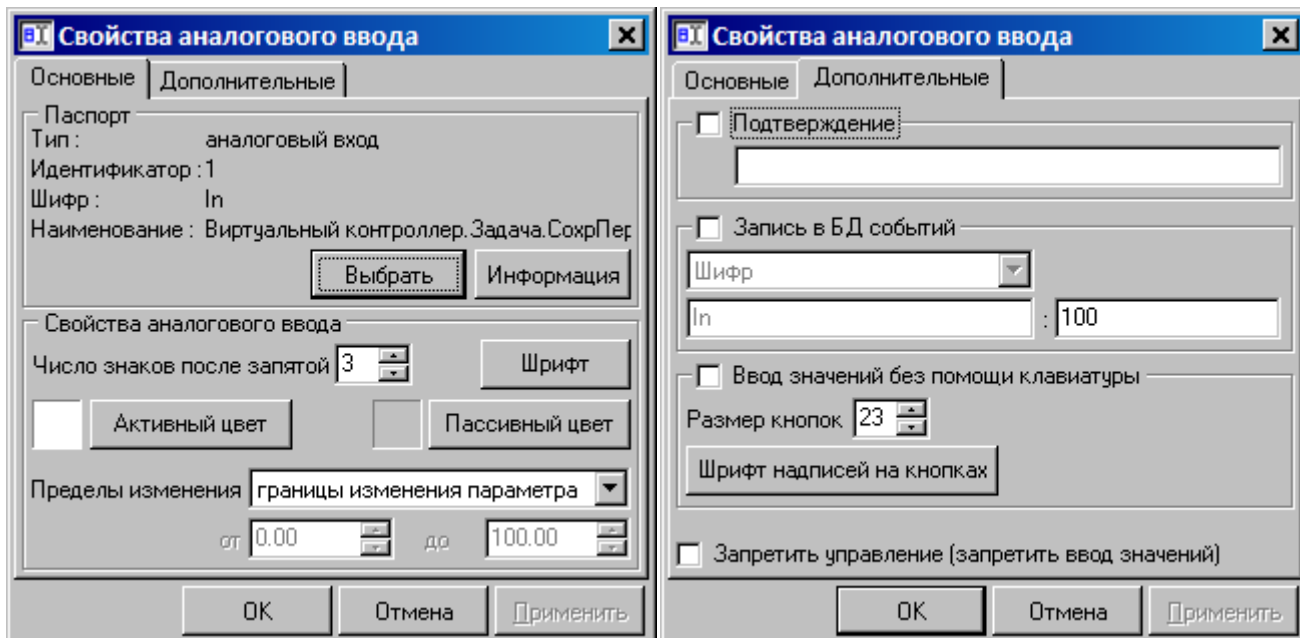 Свойства аналогового ввода
Основные Дополнительные
Паспорт
Тип : аналоговый вход
Идентификатор : 1
Шифр : In
Наименование : Виртуальный контроллер.Задача.СохрПер
Выбрать Информация
Свойства аналогового ввода
Число знаков после запятой 3 Шрифт
Активный цвет Пассивный цвет
Пределы изменения границы изменения параметра
от 0.00 до 100.00
OK Отмена Применить
Свойства аналогового ввода
Основные Дополнительные
Подтверждение
Запись в БД событий
Шифр
In : 100
Ввод значений без помощи клавиатуры
Размер кнопок 23
Шрифт надписей на кнопках
Запретить управление (запретить ввод значений)
OK Отмена Применить